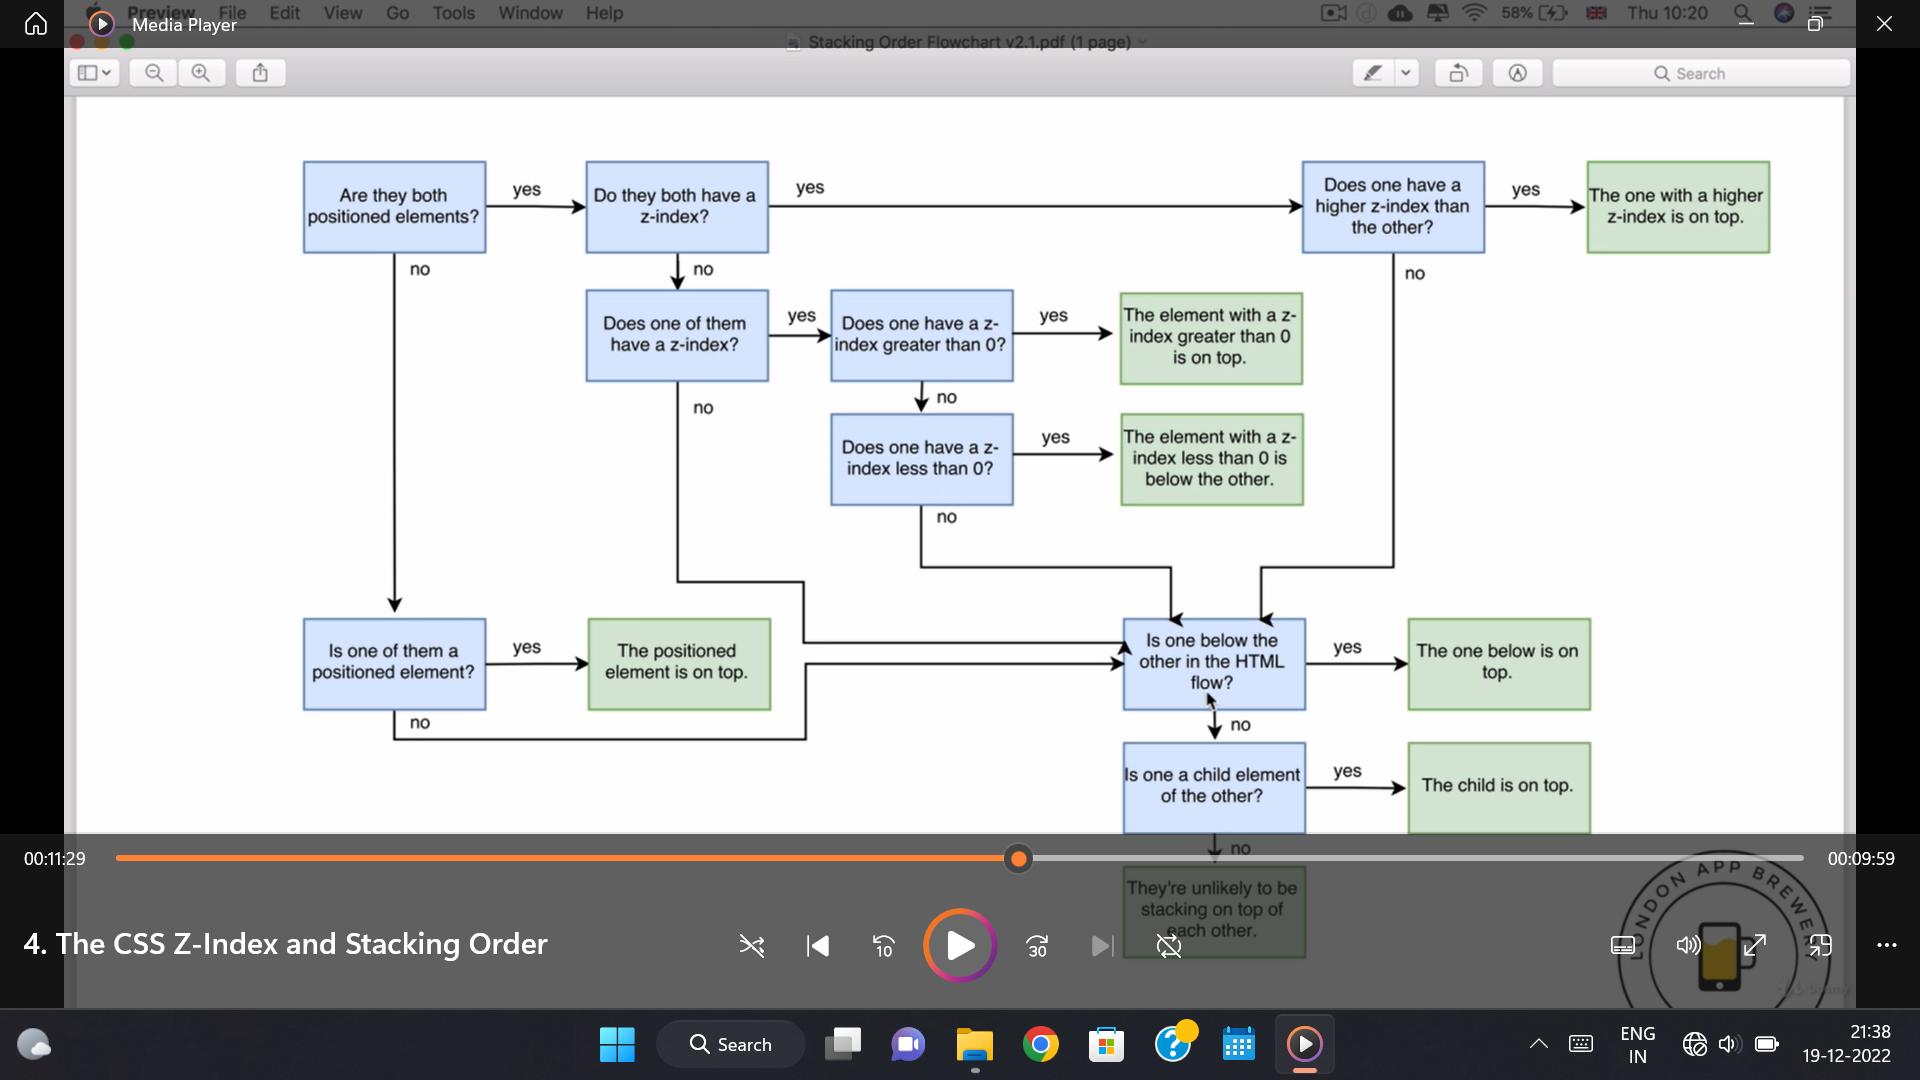 Preview File Edit View Go Tools Window Help
58%
Thu 10:20
Media Player
Stacking Order Flowchart v2.1.pdf (1 page)
Search
Are they both
positioned elements?
yes
Do they both have a
z-index?
yes
Does one have a
higher z-index than
the other?
yes
The one with a higher
z-index is on top.
no
no
no
Does one of them
have a z-index?
yes
Does one have a z-
index greater than 0?
yes
The element with a z-
index greater than 0
is on top.
no
no
Does one have a z-
index less than 0?
yes
The element with a z-
index less than 0 is
below the other.
no
Is one of them a
positioned element?
yes
The positioned
element is on top.
Is one below the
other in the HTML
flow?
yes
The one below is on
top.
no
no
Is one a child element
of the other?
yes
The child is on top.
no
They're unlikely to be
stacking on top of
each other.
00:11:29
00:09:59
4. The CSS Z-Index and Stacking Order
10
30
LONDON APP BREWERY
Search
ENG
IN
21:38
19-12-2022